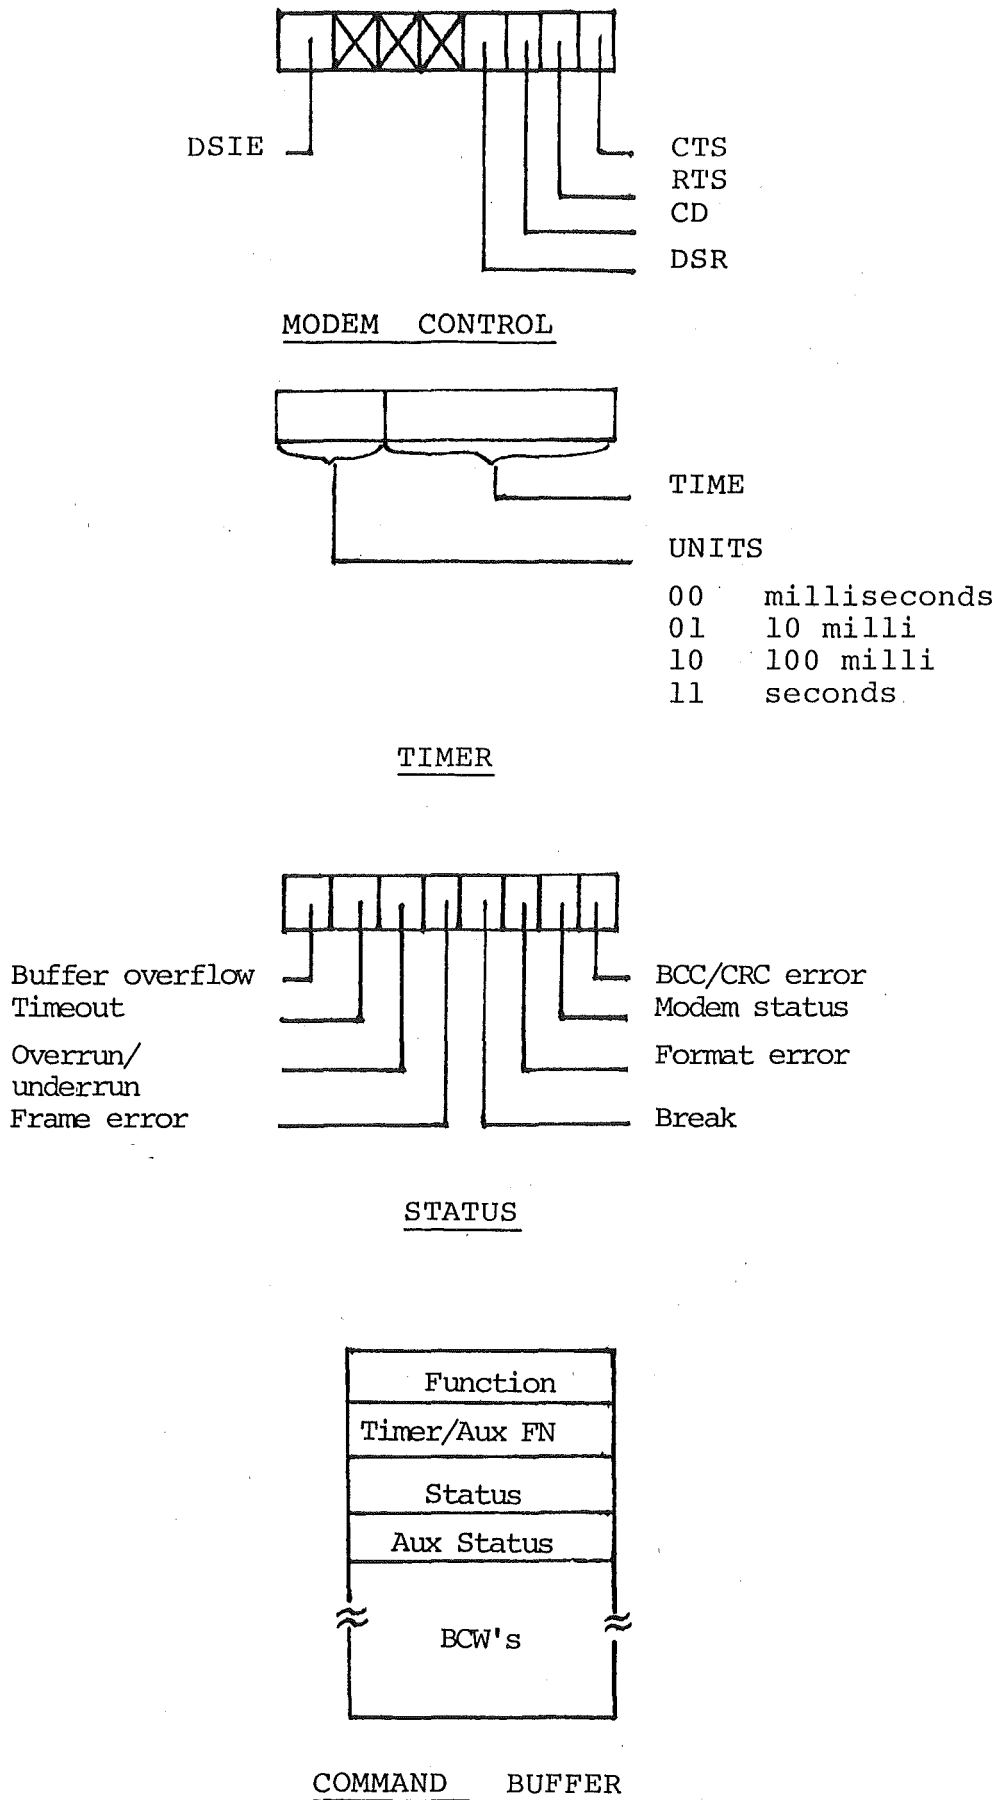 DSIE
CTS
RTS
CD
DSR
MODEM CONTROL
TIME
UNITS
00 milliseconds
01 10 milli
10 100 milli
11 seconds
TIMER
Buffer overflow
Timeout
Overrun/
underrun
Frame error
BCC/CRC error
Modem status
Format error
Break
STATUS
Function
Timer/Aux FN
Status
Aux Status
BCW's
COMMAND BUFFER